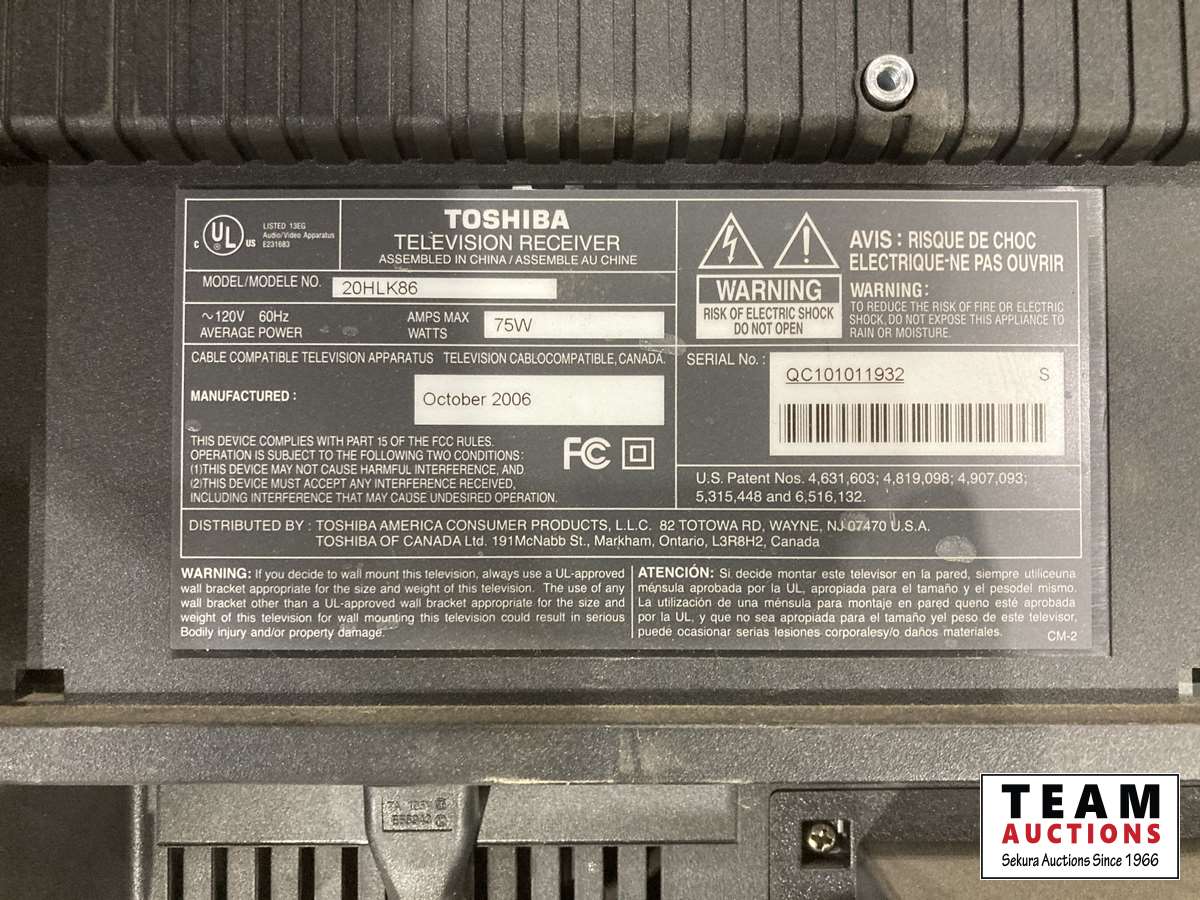 C UL US
LISTED 13EG
Audio/Video Apparatus
E231683
TOSHIBA
TELEVISION RECEIVER
ASSEMBLED IN CHINA / ASSEMBLE AU CHINE
MODEL/MODELE NO. 20HLK86
~120V 60Hz AMPS MAX
AVERAGE POWER WATTS 75W
CABLE COMPATIBLE TELEVISION APPARATUS TELEVISION CABLOCOMPATIBLE, CANADA.
MANUFACTURED : October 2006
THIS DEVICE COMPLIES WITH PART 15 OF THE FCC RULES.
OPERATION IS SUBJECT TO THE FOLLOWING TWO CONDITIONS:
(1)THIS DEVICE MAY NOT CAUSE HARMFUL INTERFERENCE, AND
(2)THIS DEVICE MUST ACCEPT ANY INTERFERENCE RECEIVED,
INCLUDING INTERFERENCE THAT MAY CAUSE UNDESIRED OPERATION.
FC
WARNING
RISK OF ELECTRIC SHOCK
DO NOT OPEN
AVIS : RISQUE DE CHOC
ELECTRIQUE-NE PAS OUVRIR
WARNING:
TO REDUCE THE RISK OF FIRE OR ELECTRIC
SHOCK, DO NOT EXPOSE THIS APPLIANCE TO
RAIN OR MOISTURE.
SERIAL No. : QC101011932 S
U.S. Patent Nos. 4,631,603; 4,819,098; 4,907,093;
5,315,448 and 6,516,132.
DISTRIBUTED BY : TOSHIBA AMERICA CONSUMER PRODUCTS, L.L.C. 82 TOTOWA RD, WAYNE, NJ 07470 U.S.A.
TOSHIBA OF CANADA Ltd. 191McNabb St., Markham, Ontario, L3R8H2, Canada
WARNING: If you decide to wall mount this television, always use a UL-approved
wall bracket appropriate for the size and weight of this television. The use of any
wall bracket other than a UL-approved wall bracket appropriate for the size and
weight of this television for wall mounting this television could result in serious
Bodily injury and/or property damage.
ATENCIÓN: Si decide montar este televisor en la pared, siempre utiliceuna
ménsula aprobada por la UL, apropiada para el tamaño y el pesodel mismo.
La utilización de una ménsula para montaje en pared queno esté aprobada
por la UL, y que no sea apropiada para el tamaño yel peso de este televisor,
puede ocasionar serias lesiones corporalesy/o daños materiales.
CM-2
7A 125V
TEAM
AUCTIONS
Sekura Auctions Since 1966